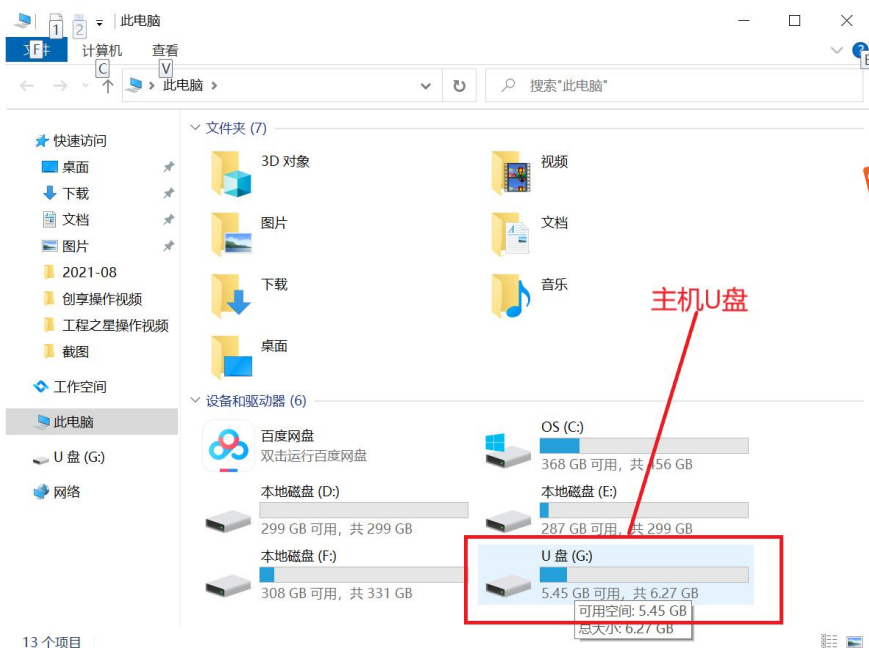 1 2 此电脑
文件 计算机 查看
F C V
此电脑
搜索"此电脑"
快速访问
桌面
下载
文档
图片
2021-08
创享操作视频
工程之星操作视频
截图
工作空间
此电脑
U 盘 (G:)
网络
文件夹 (7)
3D 对象
视频
图片
文档
下载
音乐
桌面
主机U盘
设备和驱动器 (6)
百度网盘
双击运行百度网盘
OS (C:)
368 GB 可用，共 456 GB
本地磁盘 (D:)
299 GB 可用，共 299 GB
本地磁盘 (E:)
287 GB 可用，共 299 GB
本地磁盘 (F:)
308 GB 可用，共 331 GB
U 盘 (G:)
5.45 GB 可用，共 6.27 GB
可用空间: 5.45 GB
总大小: 6.27 GB
13 个项目